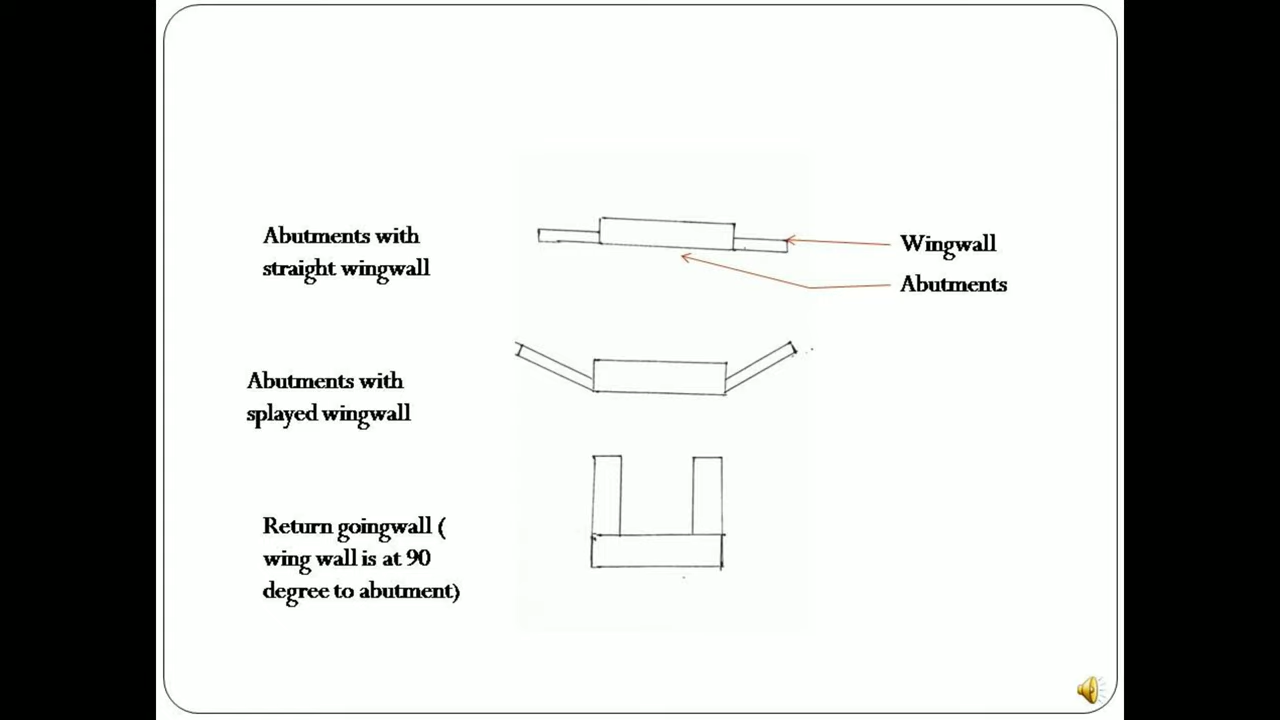 Abutments with
straight wingwall
Wingwall
Abutments
Abutments with
splayed wingwall
Return goingwall (
wing wall is at 90
degree to abutment)